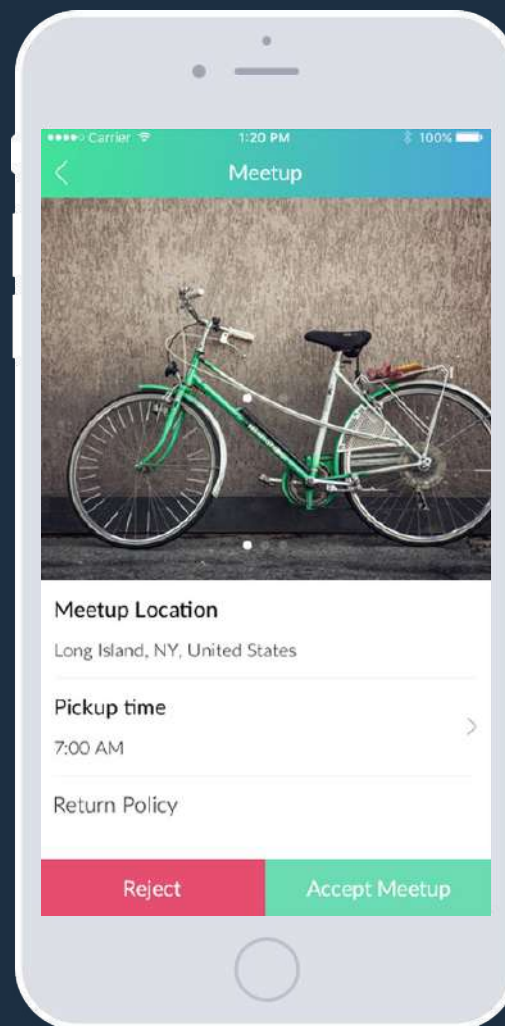 Carrier 1:20 PM 100%
Meetup
Meetup Location
Long Island, NY, United States
Pickup time
7:00 AM
Return Policy
Reject Accept Meetup